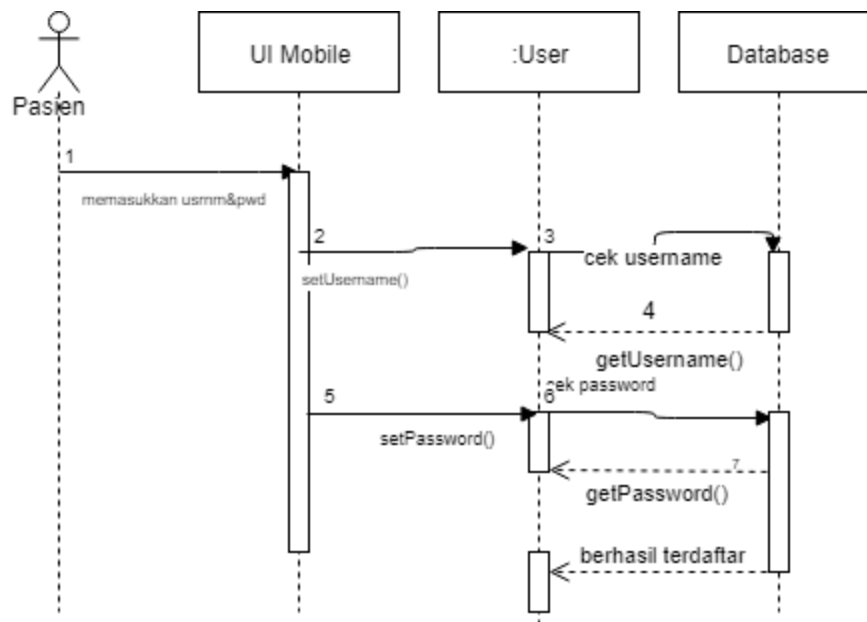 UI Mobile
:User
Database
Pasien
1
memasukkan usrnm&pwd
2
3
cek username
setUsername()
4
getUsername()
cek password
5
6
setPassword()
7
getPassword()
berhasil terdaftar